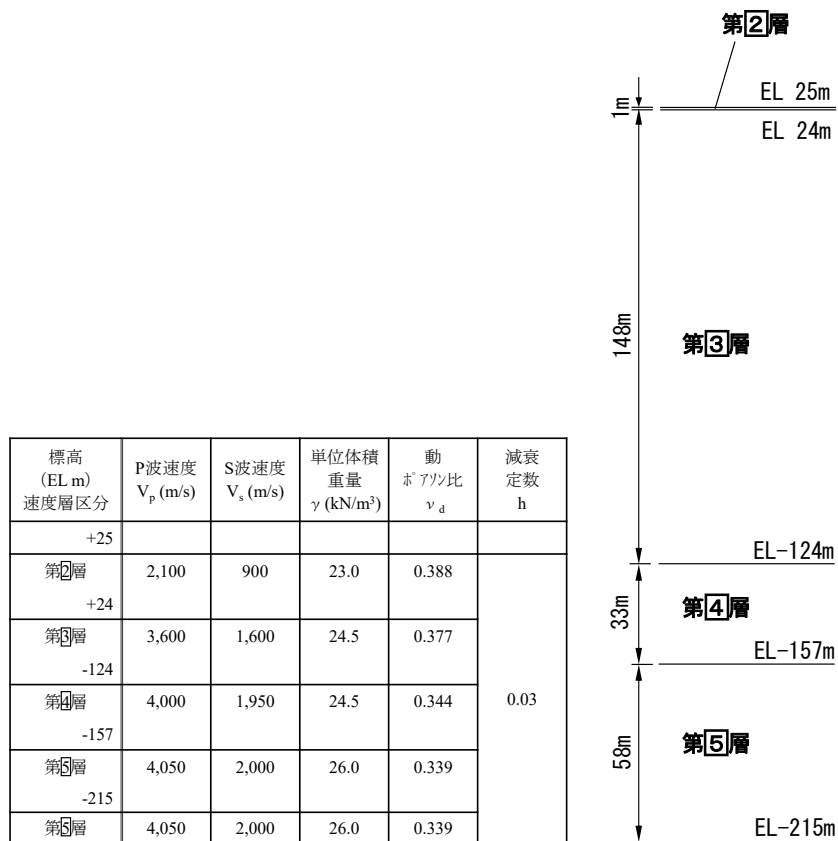 第2層
EL 25m
1m
EL 24m
148m
第3層
EL-124m
33m
第4層
EL-157m
58m
第5層
EL-215m
標高 P波速度 S波速度 単位体積 動 減衰
(EL m) Vp (m/s) Vs (m/s) 重量 ポアソン比 定数
速度層区分 γ (kN/m³) νd h
+25
第2層 2,100 900 23.0 0.388
+24
第3層 3,600 1,600 24.5 0.377
-124
第4層 4,000 1,950 24.5 0.344 0.03
-157
第5層 4,050 2,000 26.0 0.339
-215
第5層 4,050 2,000 26.0 0.339